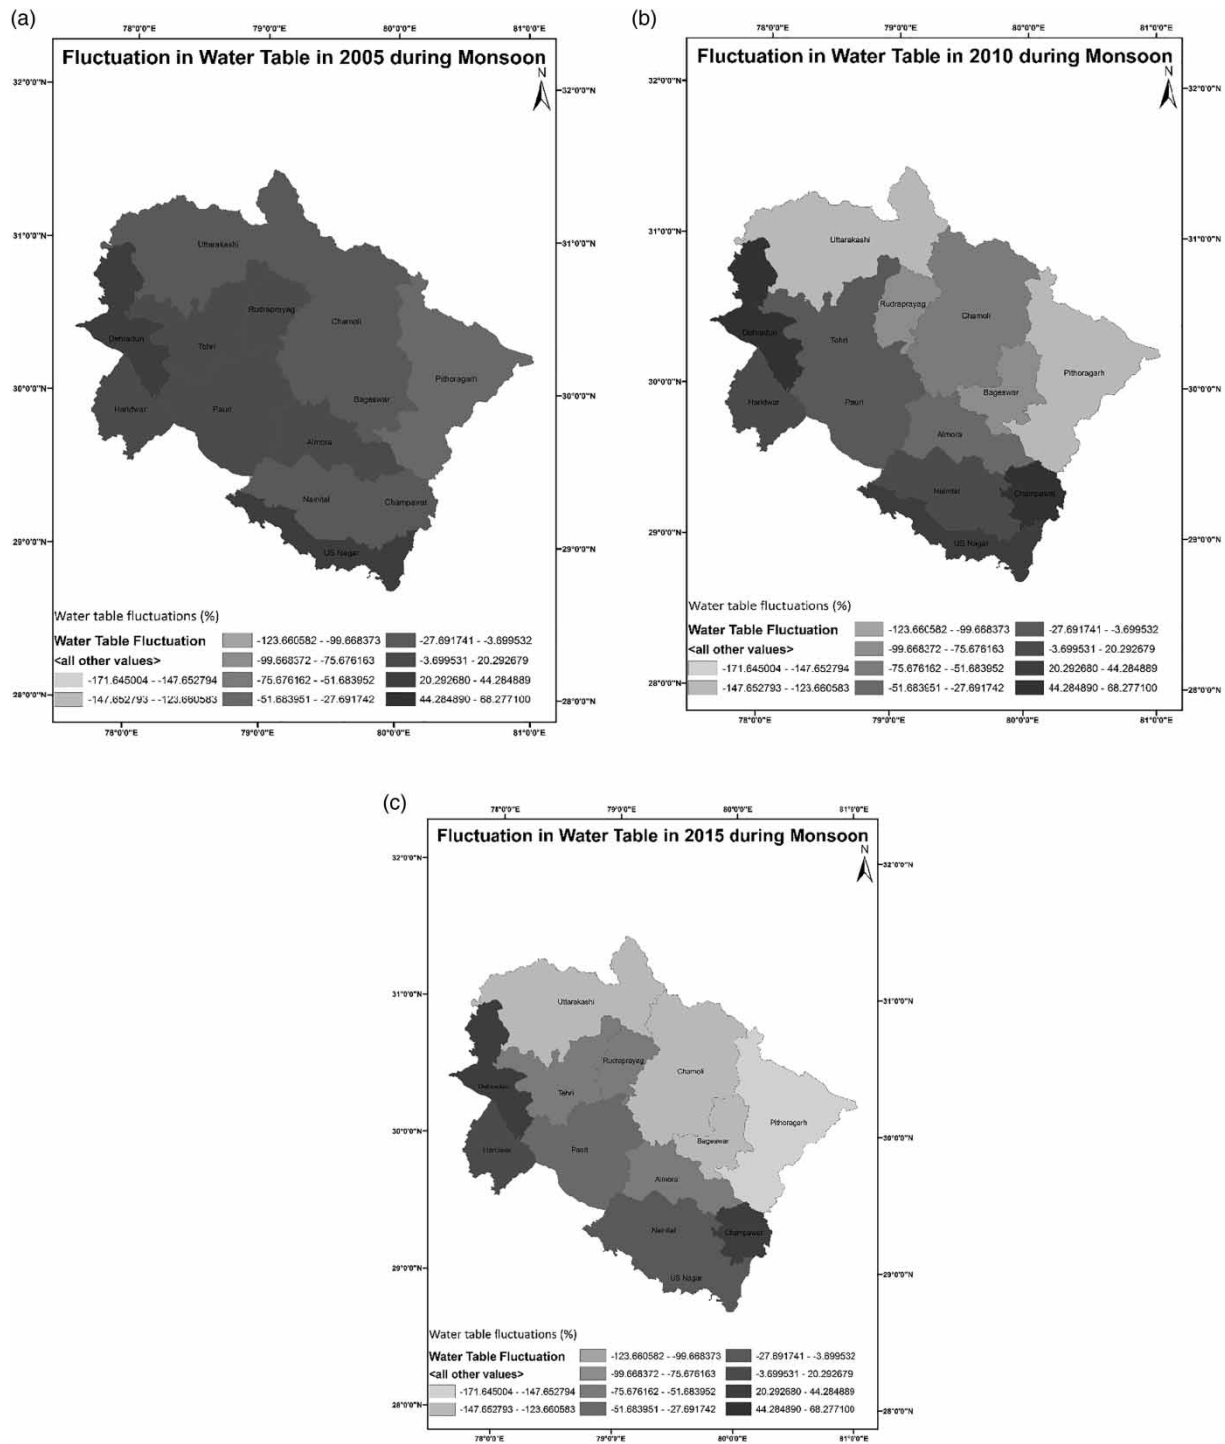 (a)
78°0'0"E 79°0'0"E 80°0'0"E 81°0'0"E
Fluctuation in Water Table in 2005 during Monsoon
N
32°0'0"N
32°0'0"N
31°0'0"N
31°0'0"N
Uttarakashi
Rudraprayag
Chamoli
Dehradun
Tehri
30°0'0"N
30°0'0"N
Pithoragarh
Bageswar
Haridwar
Pauri
Almora
Nainital
Champawat
29°0'0"N
29°0'0"N
US Nagar
Water table fluctuations (%)
Water Table Fluctuation
<all other values>
-171.645004 - -147.652794
-147.652793 - -123.660583
-123.660582 - -99.668373
-99.668372 - -75.676163
-75.676162 - -51.683952
-51.683951 - -27.691742
-27.691741 - -3.699532
-3.699531 - 20.292679
20.292680 - 44.284889
44.284890 - 68.277100
28°0'0"N
28°0'0"N
78°0'0"E 79°0'0"E 80°0'0"E 81°0'0"E
(b)
78°0'0"E 79°0'0"E 80°0'0"E 81°0'0"E
Fluctuation in Water Table in 2010 during Monsoon
N
32°0'0"N
32°0'0"N
31°0'0"N
31°0'0"N
Uttarakashi
Rudraprayag
Chamoli
Dehradun
Tehri
30°0'0"N
30°0'0"N
Pithoragarh
Bageswar
Haridwar
Pauri
Almora
Nainital
Champawat
29°0'0"N
29°0'0"N
US Nagar
Water table fluctuations (%)
Water Table Fluctuation
<all other values>
-171.645004 - -147.652794
-147.652793 - -123.660583
-123.660582 - -99.668373
-99.668372 - -75.676163
-75.676162 - -51.683952
-51.683951 - -27.691742
-27.691741 - -3.699532
-3.699531 - 20.292679
20.292680 - 44.284889
44.284890 - 68.277100
28°0'0"N
28°0'0"N
78°0'0"E 79°0'0"E 80°0'0"E 81°0'0"E
(c)
78°0'0"E 79°0'0"E 80°0'0"E 81°0'0"E
Fluctuation in Water Table in 2015 during Monsoon
N
32°0'0"N
32°0'0"N
31°0'0"N
31°0'0"N
Uttarakashi
Rudraprayag
Chamoli
Dehradun
Tehri
30°0'0"N
30°0'0"N
Pithoragarh
Bageswar
Haridwar
Pauri
Almora
Nainital
Champawat
29°0'0"N
29°0'0"N
US Nagar
Water table fluctuations (%)
Water Table Fluctuation
<all other values>
-171.645004 - -147.652794
-147.652793 - -123.660583
-123.660582 - -99.668373
-99.668372 - -75.676163
-75.676162 - -51.683952
-51.683951 - -27.691742
-27.691741 - -3.699532
-3.699531 - 20.292679
20.292680 - 44.284889
44.284890 - 68.277100
28°0'0"N
28°0'0"N
78°0'0"E 79°0'0"E 80°0'0"E 81°0'0"E